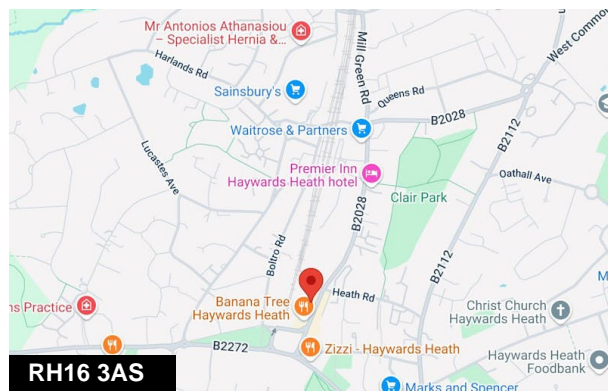 Mr Antonios Athanasiou
– Specialist Hernia &...
Mill Green Rd
West Common
Harlands Rd
Sainsbury's
Queens Rd
B2028
Waitrose & Partners
B2112
Lucastes Ave
Premier Inn
Haywards Heath hotel
Oathall Ave
Clair Park
B2028
Boltro Rd
B2112
Heath Rd
Banana Tree
Haywards Heath
ns Practice
Christ Church
Haywards Heath
B2272
Zizzi - Haywards Heath
Haywards Heath
Foodbank
RH16 3AS
Marks and Spencer